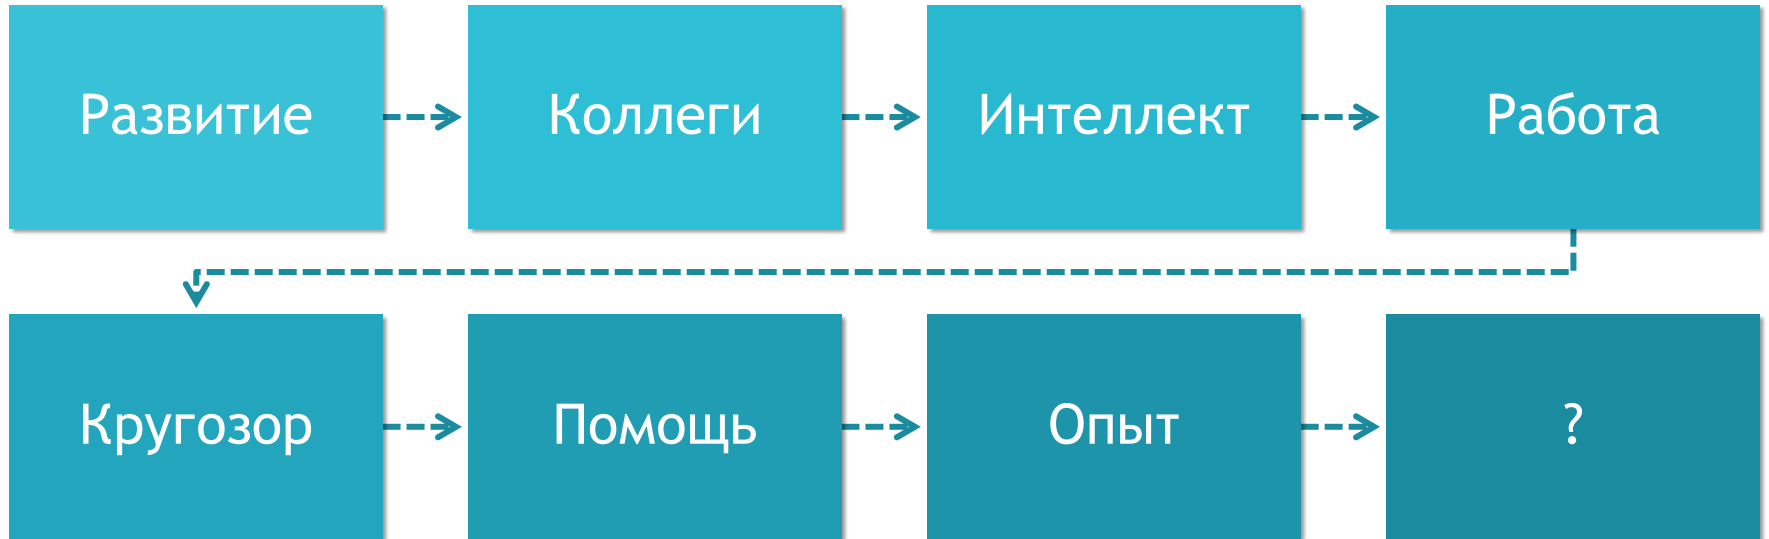 Развитие
Коллеги
Интеллект
Работа
Кругозор
Помощь
Опыт
?